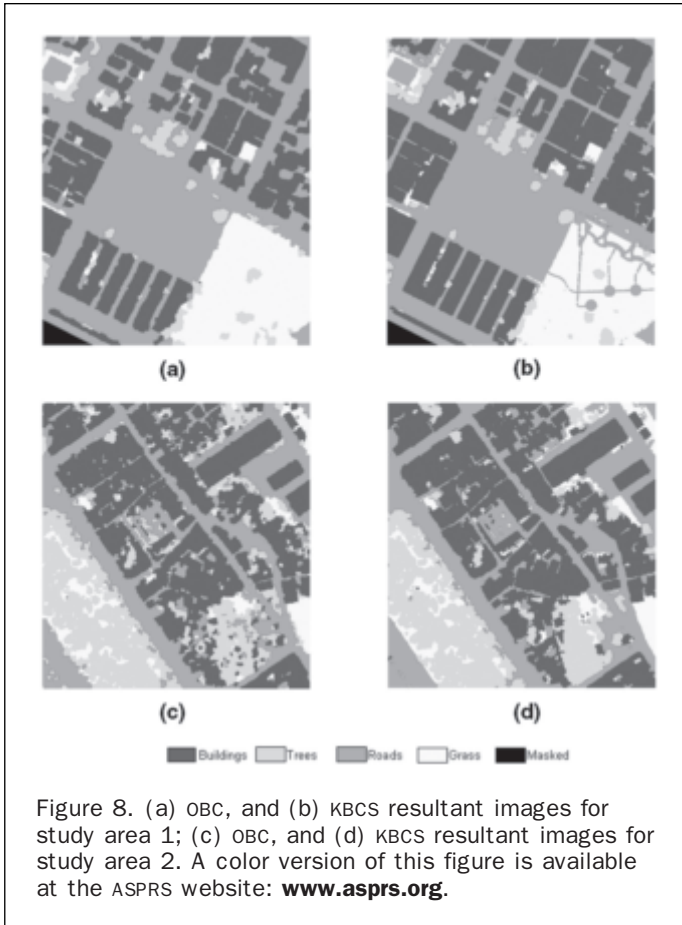 (a)
(b)
(c)
(d)
Buildings Trees Roads Grass Masked
Figure 8. (a) OBC, and (b) KBCS resultant images for
study area 1; (c) OBC, and (d) KBCS resultant images for
study area 2. A color version of this figure is available
at the ASPRS website: www.asprs.org.